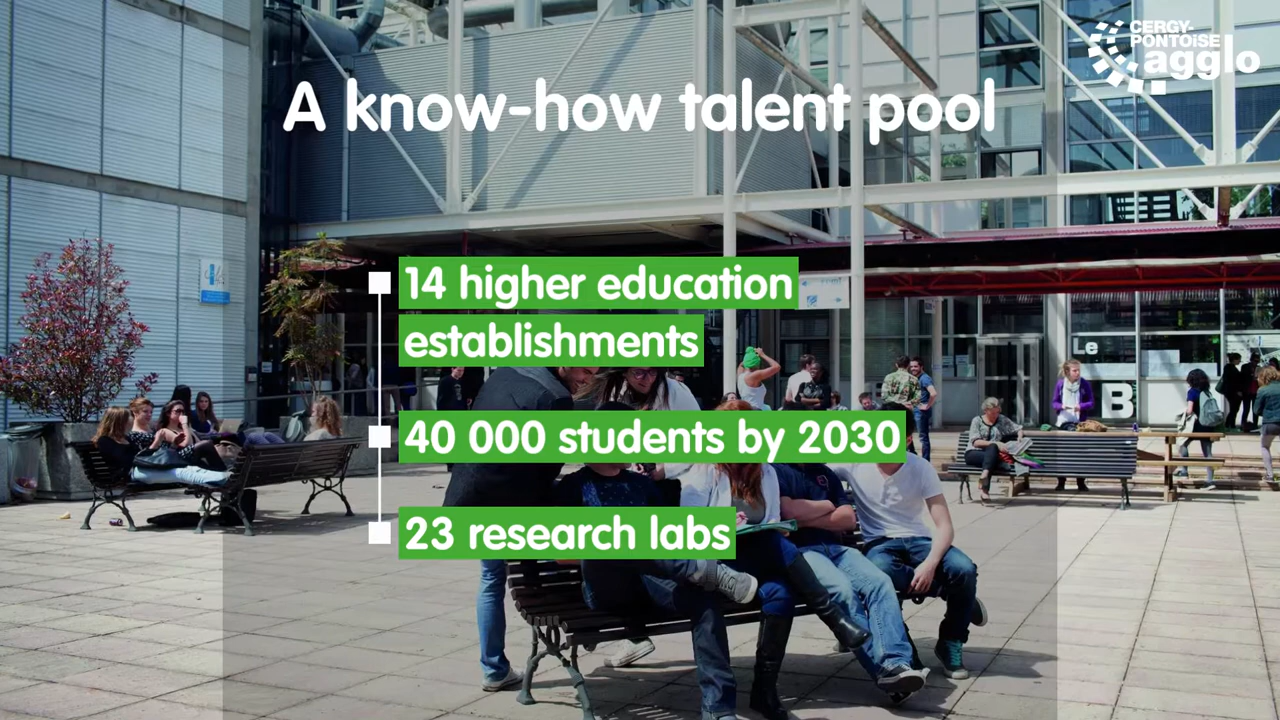 CERGY-
PONTOISE
agglo
A know-how talent pool
14 higher education
establishments
40 000 students by 2030
23 research labs
Le
B